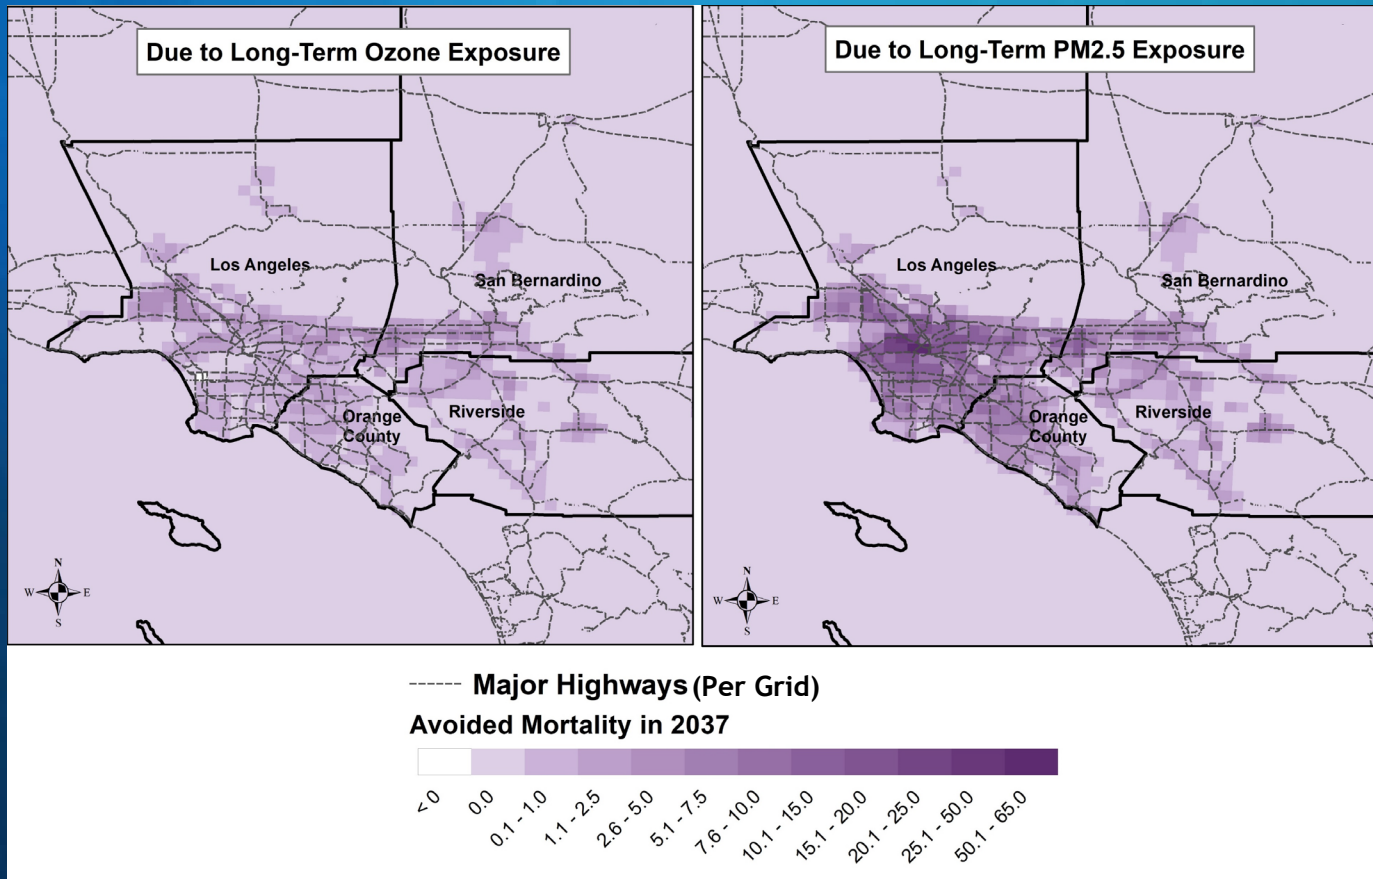 Due to Long-Term Ozone Exposure
Los Angeles
San Bernardino
Orange
County
Riverside
N
W E
S
Due to Long-Term PM2.5 Exposure
Los Angeles
San Bernardino
Orange
County
Riverside
N
W E
S
Major Highways (Per Grid)
Avoided Mortality in 2037
< 0
0.0
0.1 - 1.0
1.1 - 2.5
2.6 - 5.0
5.1 - 7.5
7.6 - 10.0
10.1 - 15.0
15.1 - 20.0
20.1 - 25.0
25.1 - 50.0
50.1 - 65.0